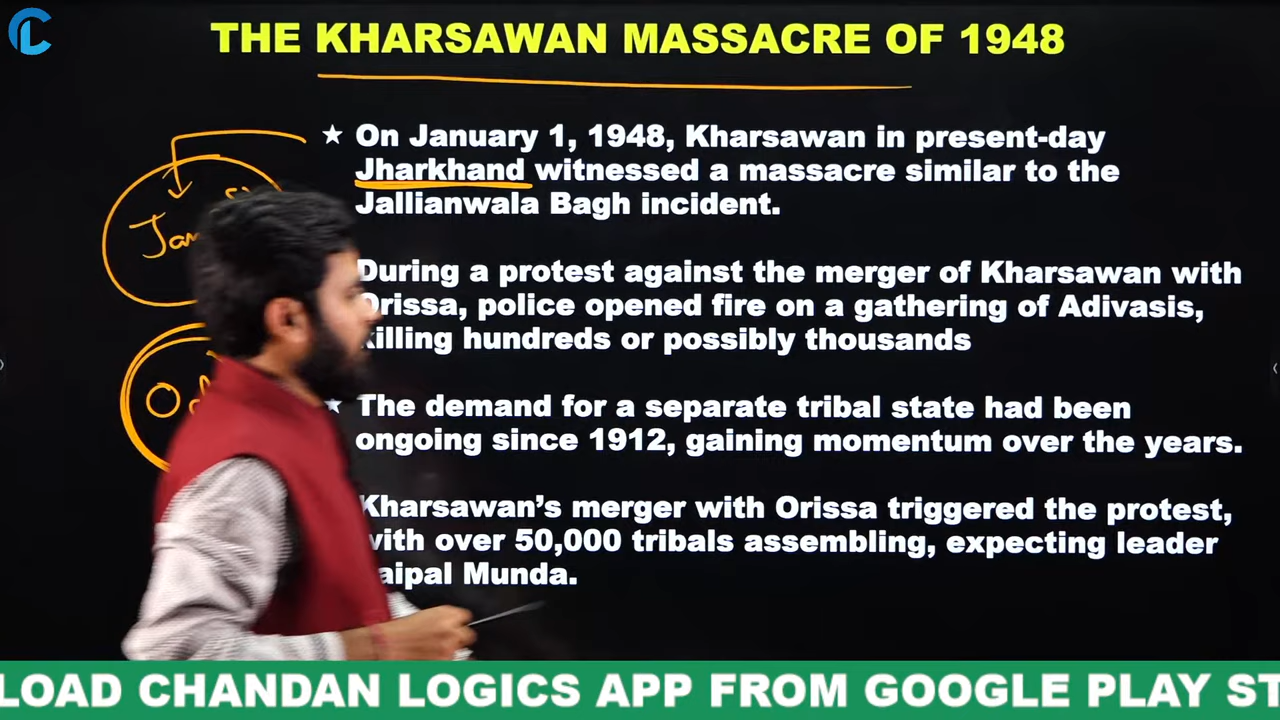 THE KHARSAWAN MASSACRE OF 1948
★ On January 1, 1948, Kharsawan in present-day
Jharkhand witnessed a massacre similar to the
Jallianwala Bagh incident.
During a protest against the merger of Kharsawan with
Orissa, police opened fire on a gathering of Adivasis,
killing hundreds or possibly thousands
The demand for a separate tribal state had been
ongoing since 1912, gaining momentum over the years.
Kharsawan's merger with Orissa triggered the protest,
with over 50,000 tribals assembling, expecting leader
aipal Munda.
LOAD CHANDAN LOGICS APP FROM GOOGLE PLAY ST